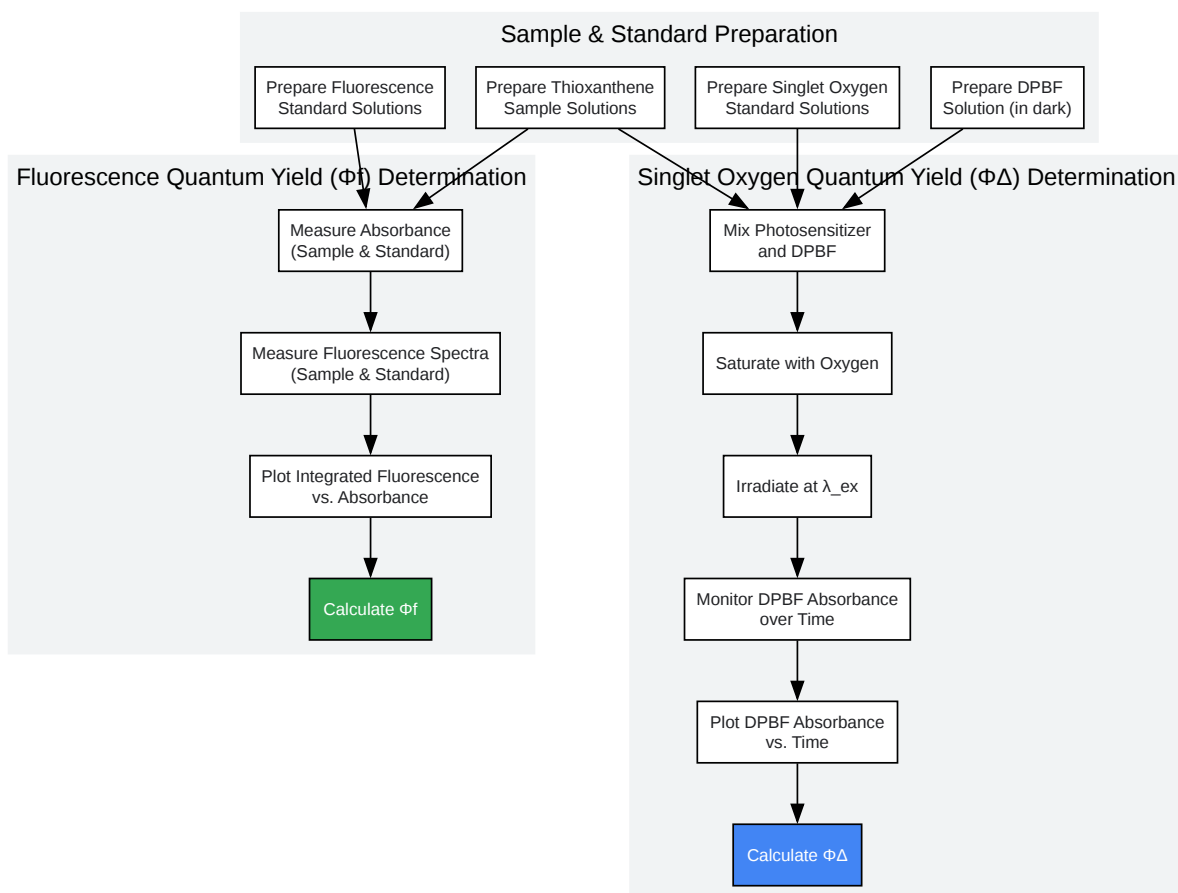 Sample & Standard Preparation
Prepare Fluorescence
Standard Solutions
Prepare Thioxanthene
Sample Solutions
Prepare Singlet Oxygen
Standard Solutions
Prepare DPBF
Solution (in dark)
Fluorescence Quantum Yield (Φf) Determination
Measure Absorbance
(Sample & Standard)
Measure Fluorescence Spectra
(Sample & Standard)
Plot Integrated Fluorescence
vs. Absorbance
Calculate Φf
Singlet Oxygen Quantum Yield (ΦΔ) Determination
Mix Photosensitizer
and DPBF
Saturate with Oxygen
Irradiate at λ_ex
Monitor DPBF Absorbance
over Time
Plot DPBF Absorbance
vs. Time
Calculate ΦΔ